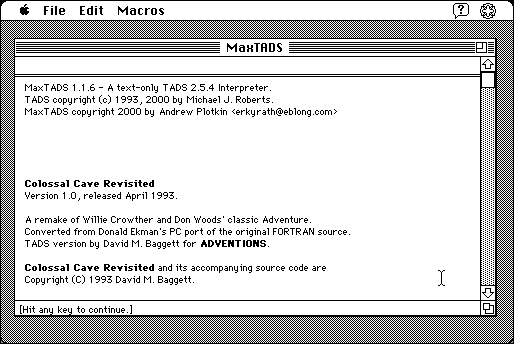 File Edit Macros
MaxTADS
MaxTADS 1.1.6 - A text-only TADS 2.5.4 Interpreter.
TADS copyright (c) 1993, 2000 by Michael J. Roberts.
MaxTADS copyright 2000 by Andrew Plotkin <erkyrath@eblong.com>
Colossal Cave Revisited
Version 1.0, released April 1993.
A remake of Willie Crowther and Don Woods' classic Adventure.
Converted from Donald Ekman's PC port of the original FORTRAN source.
TADS version by David M. Baggett for ADVENTIONS.
Colossal Cave Revisited and its accompanying source code are
Copyright (C) 1993 David M. Baggett.
[Hit any key to continue.]